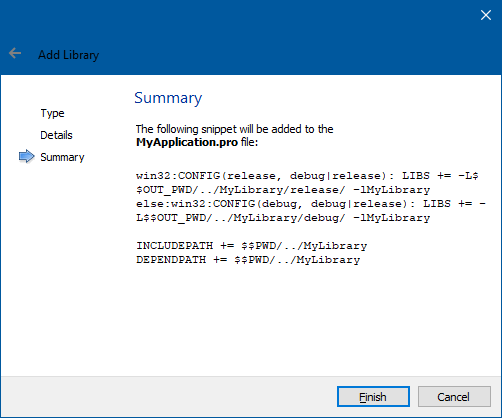 Add Library
Summary
Type
Details
Summary
The following snippet will be added to the
MyApplication.pro file:
win32:CONFIG(release, debug|release): LIBS += -L$
$OUT_PWD/../MyLibrary/release/ -lMyLibrary
else:win32:CONFIG(debug, debug|release): LIBS += -
L$$OUT_PWD/../MyLibrary/debug/ -lMyLibrary
INCLUDEPATH += $$PWD/../MyLibrary
DEPENDPATH += $$PWD/../MyLibrary
Finish
Cancel